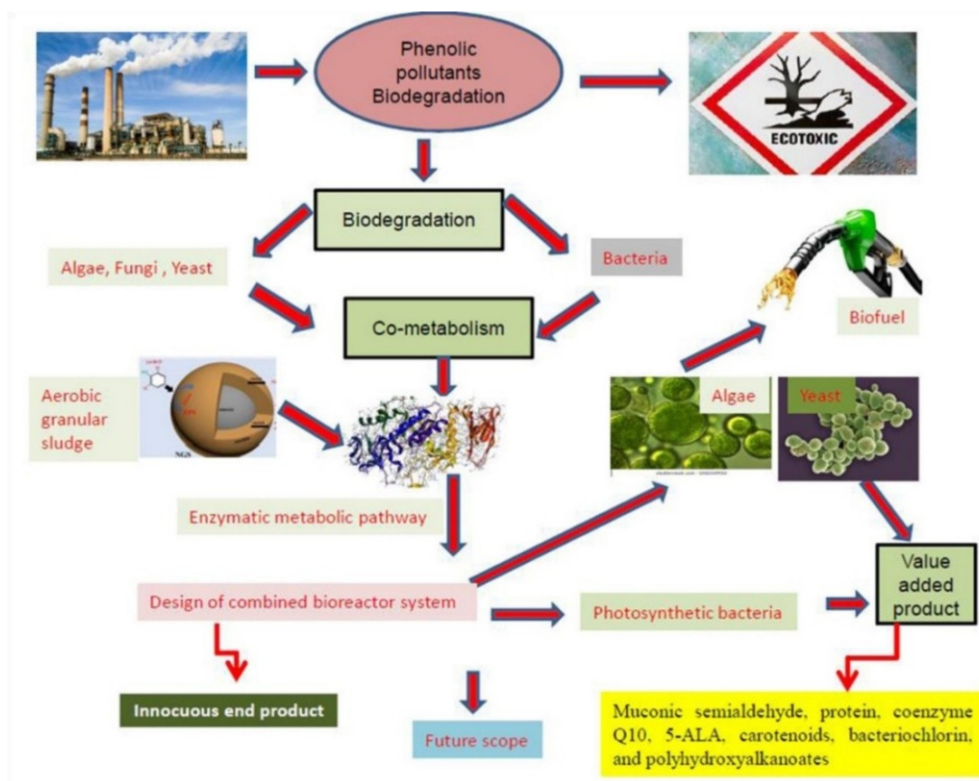 Phenolic
pollutants
Biodegradation
ECOTOXIC
Biodegradation
Algae, Fungi , Yeast
Bacteria
Co-metabolism
Biofuel
Aerobic
granular
sludge
NGS
Algae
Yeast
Enzymatic metabolic pathway
Value
added
product
Design of combined bioreactor system
Photosynthetic bacteria
Innocuous end product
Future scope
Muconic semialdehyde, protein, coenzyme
Q10, 5-ALA, carotenoids, bacteriochlorin,
and polyhydroxyalkanoates